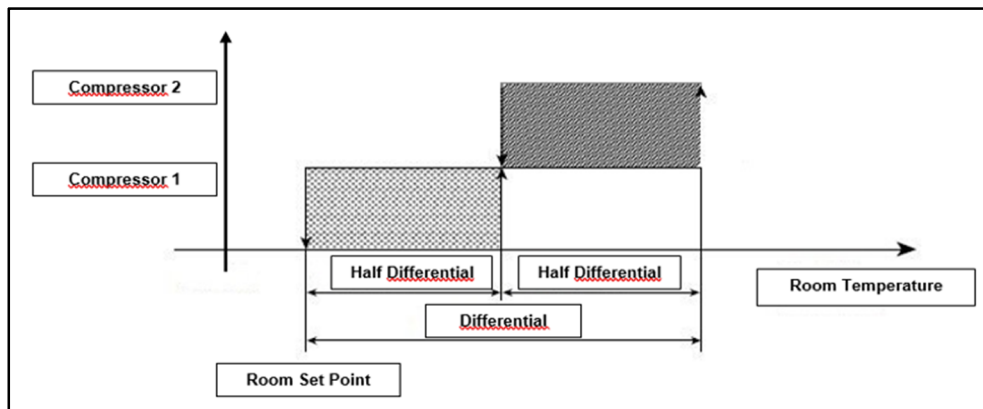 Compressor 2
Compressor 1
Half Differential
Half Differential
Room Temperature
Differential
Room Set Point